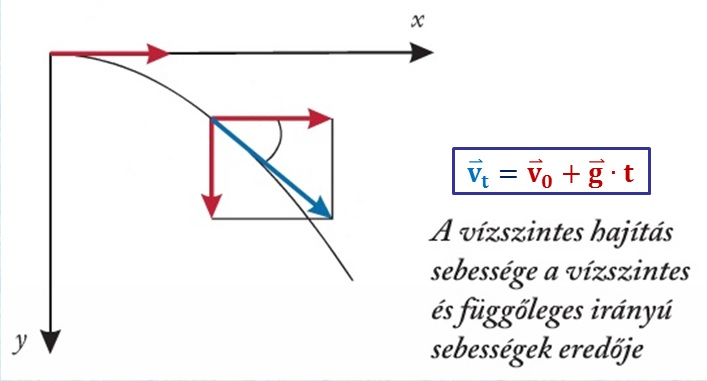 x
v⃗ₜ = v⃗₀ + g⃗ · t
A vízszintes hajítás
sebessége a vízszintes
és függőleges irányú
sebességek eredője
y